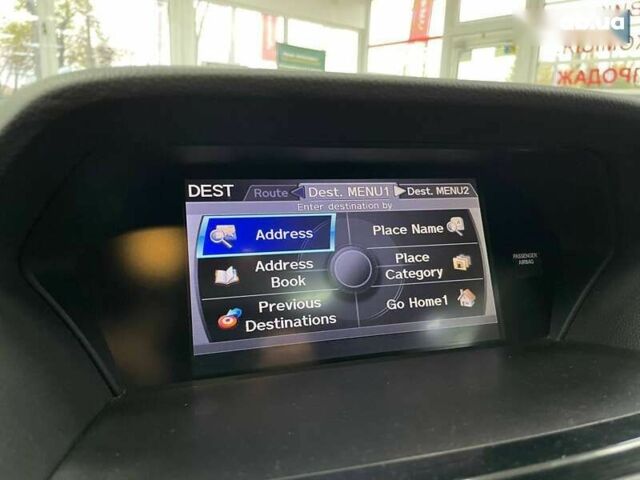 ПРОДАЖ
DEST
Route
Dest. MENU1
Dest. MENU2
Enter destination by
Address
Place Name
Address
Book
Place
Category
Previous
Destinations
Go Home1
PASSENGER
AIRBAG